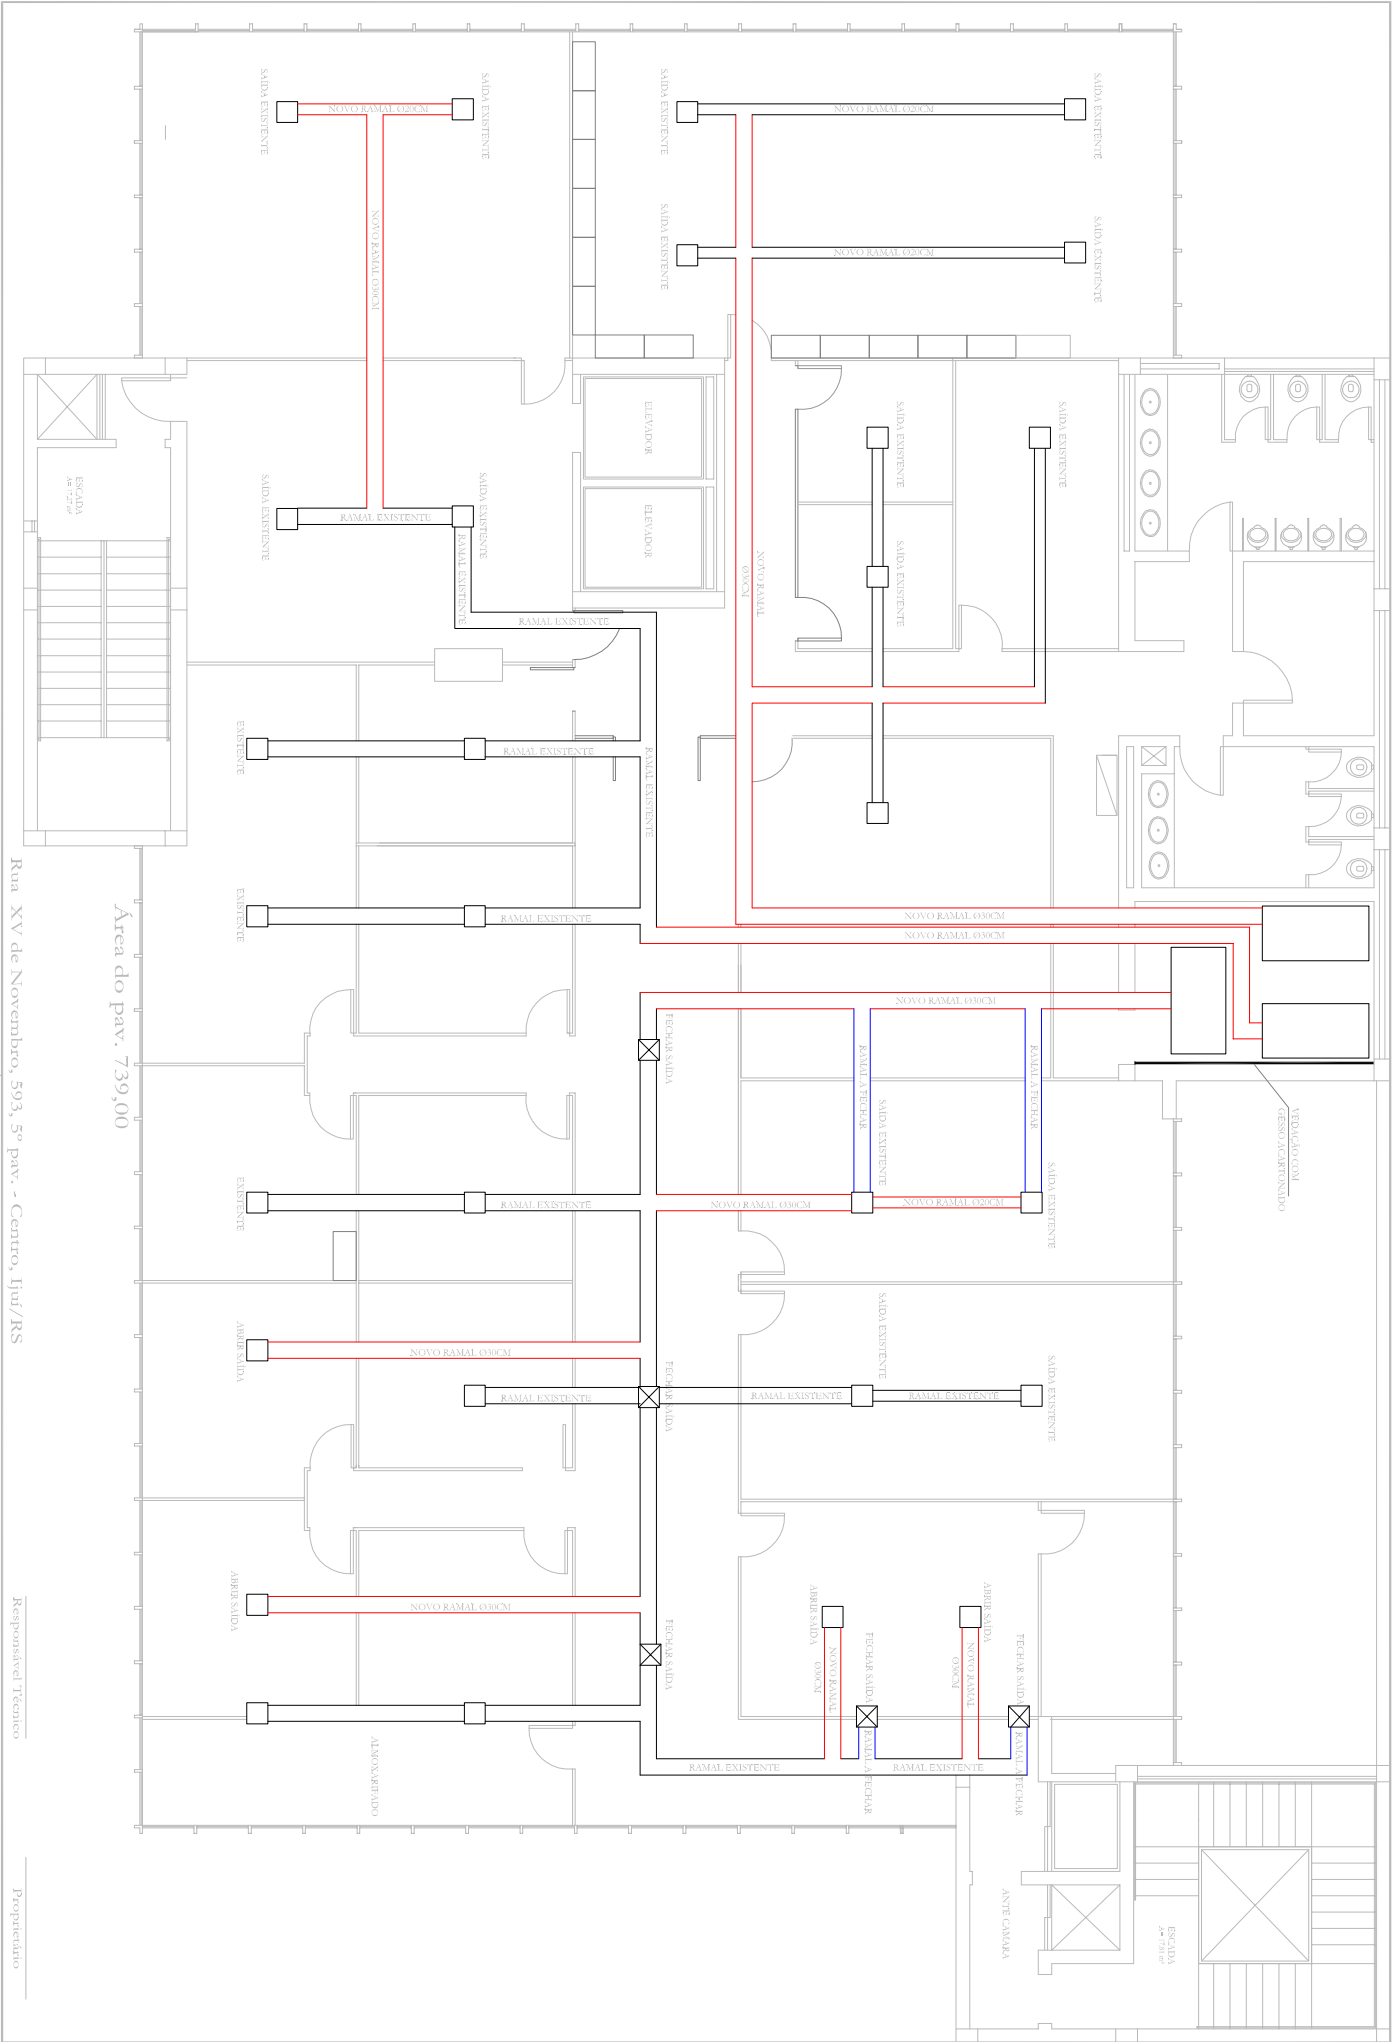 SAÍDA EXISTENTE
NOVO RAMAL Ø20CM
SAÍDA EXISTENTE
SAÍDA EXISTENTE
NOVO RAMAL Ø20CM
SAÍDA EXISTENTE
NOVO RAMAL Ø30CM
SAÍDA EXISTENTE
NOVO RAMAL Ø20CM
SAÍDA EXISTENTE
ELEVADOR
SAÍDA EXISTENTE
SAÍDA EXISTENTE
ESCADA
A= 17,27 m²
SAÍDA EXISTENTE
RAMAL EXISTENTE
SAÍDA EXISTENTE
ELEVADOR
RAMAL EXISTENTE
NOVO RAMAL
Ø30CM
SAÍDA EXISTENTE
RAMAL EXISTENTE
EXISTENTE
RAMAL EXISTENTE
RAMAL EXISTENTE
EXISTENTE
RAMAL EXISTENTE
NOVO RAMAL Ø30CM
NOVO RAMAL Ø30CM
Área do pav. 739,00
Rua XV de Novembro, 593, 5º pav. - Centro, Ijuí/RS
NOVO RAMAL Ø30CM
FECHAR SAÍDA
RAMAL A FECHAR
RAMAL A FECHAR
SAÍDA EXISTENTE
VEDAÇÃO COM
GESSO ACARTONADO
EXISTENTE
RAMAL EXISTENTE
NOVO RAMAL Ø30CM
NOVO RAMAL Ø20CM
SAÍDA EXISTENTE
ABRIR SAÍDA
NOVO RAMAL Ø30CM
SAÍDA EXISTENTE
FECHAR SAÍDA
RAMAL EXISTENTE
RAMAL EXISTENTE
RAMAL EXISTENTE
SAÍDA EXISTENTE
ABRIR SAÍDA
NOVO RAMAL Ø30CM
FECHAR SAÍDA
ABRIR SAÍDA
NOVO RAMAL
Ø30CM
FECHAR SAÍDA
ABRIR SAÍDA
NOVO RAMAL
Ø30CM
FECHAR SAÍDA
RAMAL A FECHAR
RAMAL A FECHAR
RAMAL EXISTENTE
RAMAL EXISTENTE
ALMOXARIFADO
ANTE CAMARA
ESCADA
Responsável Técnico
Proprietário